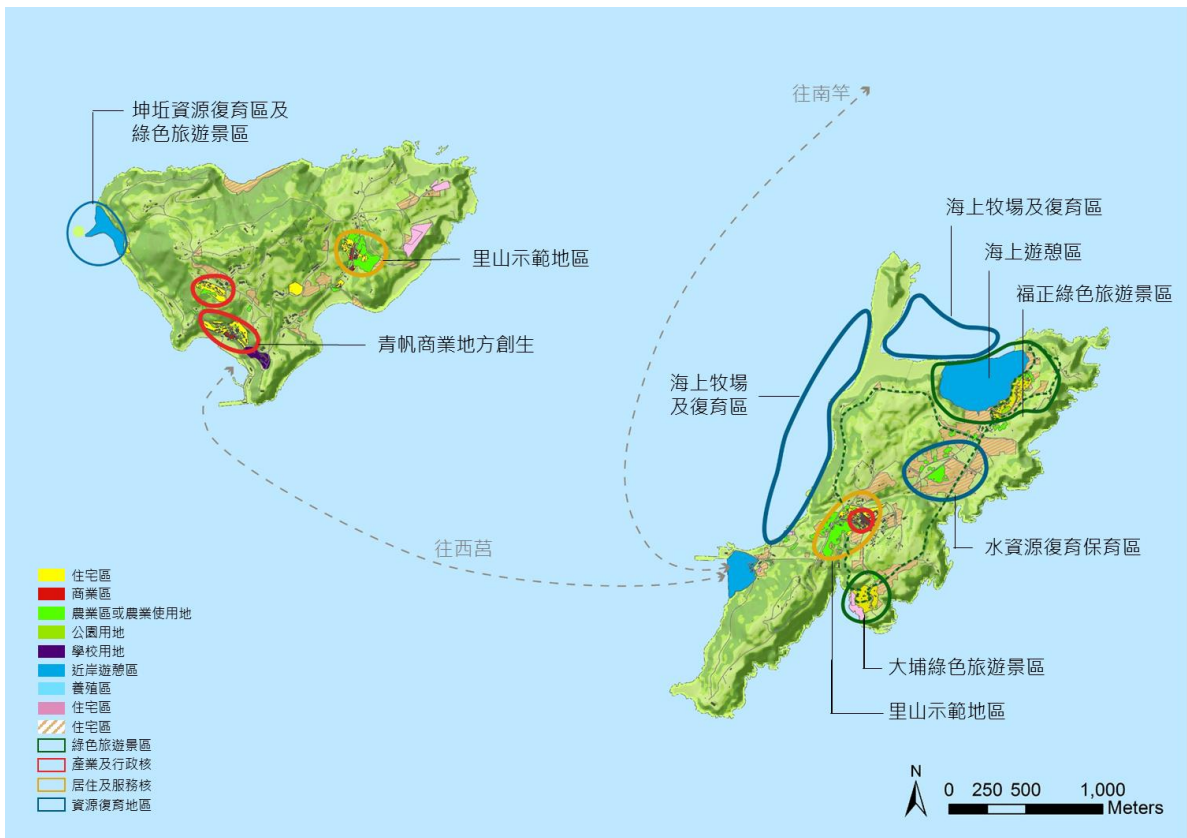 坤坵資源復育區及
綠色旅遊景區
里山示範地區
青帆商業地方創生
往西莒
往南竿
海上牧場及復育區
海上遊憩區
福正綠色旅遊景區
海上牧場
及復育區
水資源復育保育區
大埔綠色旅遊景區
里山示範地區
住宅區
商業區
農業區或農業使用地
公園用地
學校用地
近岸遊憩區
養殖區
住宅區
住宅區
綠色旅遊景區
產業及行政核
居住及服務核
資源復育地區
N
0 250 500 1,000
Meters